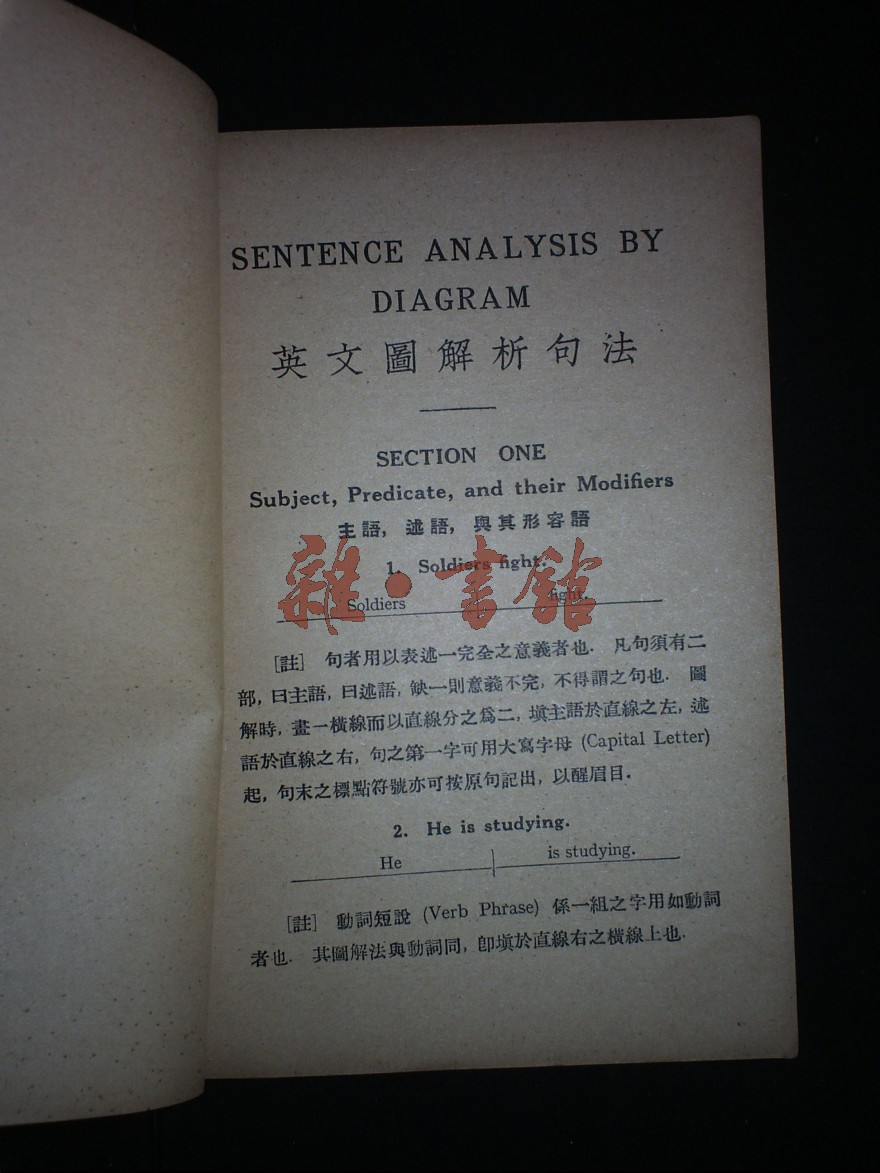 SENTENCE ANALYSIS BY
DIAGRAM
英文圖解析句法
SECTION ONE
Subject, Predicate, and their Modifiers
主語, 述語, 與其形容語
1. Soldiers fight.
Soldiers fight.
雜·書館
[註] 句者用以表述一完全之意義者也. 凡句須有二
部, 曰主語, 曰述語, 缺一則意義不完, 不得謂之句也. 圖
解時, 畫一橫線而以直線分之爲二, 塡主語於直線之左, 述
語於直線之右, 句之第一字可用大寫字母 (Capital Letter)
起, 句末之標點符號亦可按原句記出, 以醒眉目.
2. He is studying.
He is studying.
[註] 動詞短說 (Verb Phrase) 係一組之字用如動詞
者也. 其圖解法與動詞同, 卽塡於直線右之橫線上也.